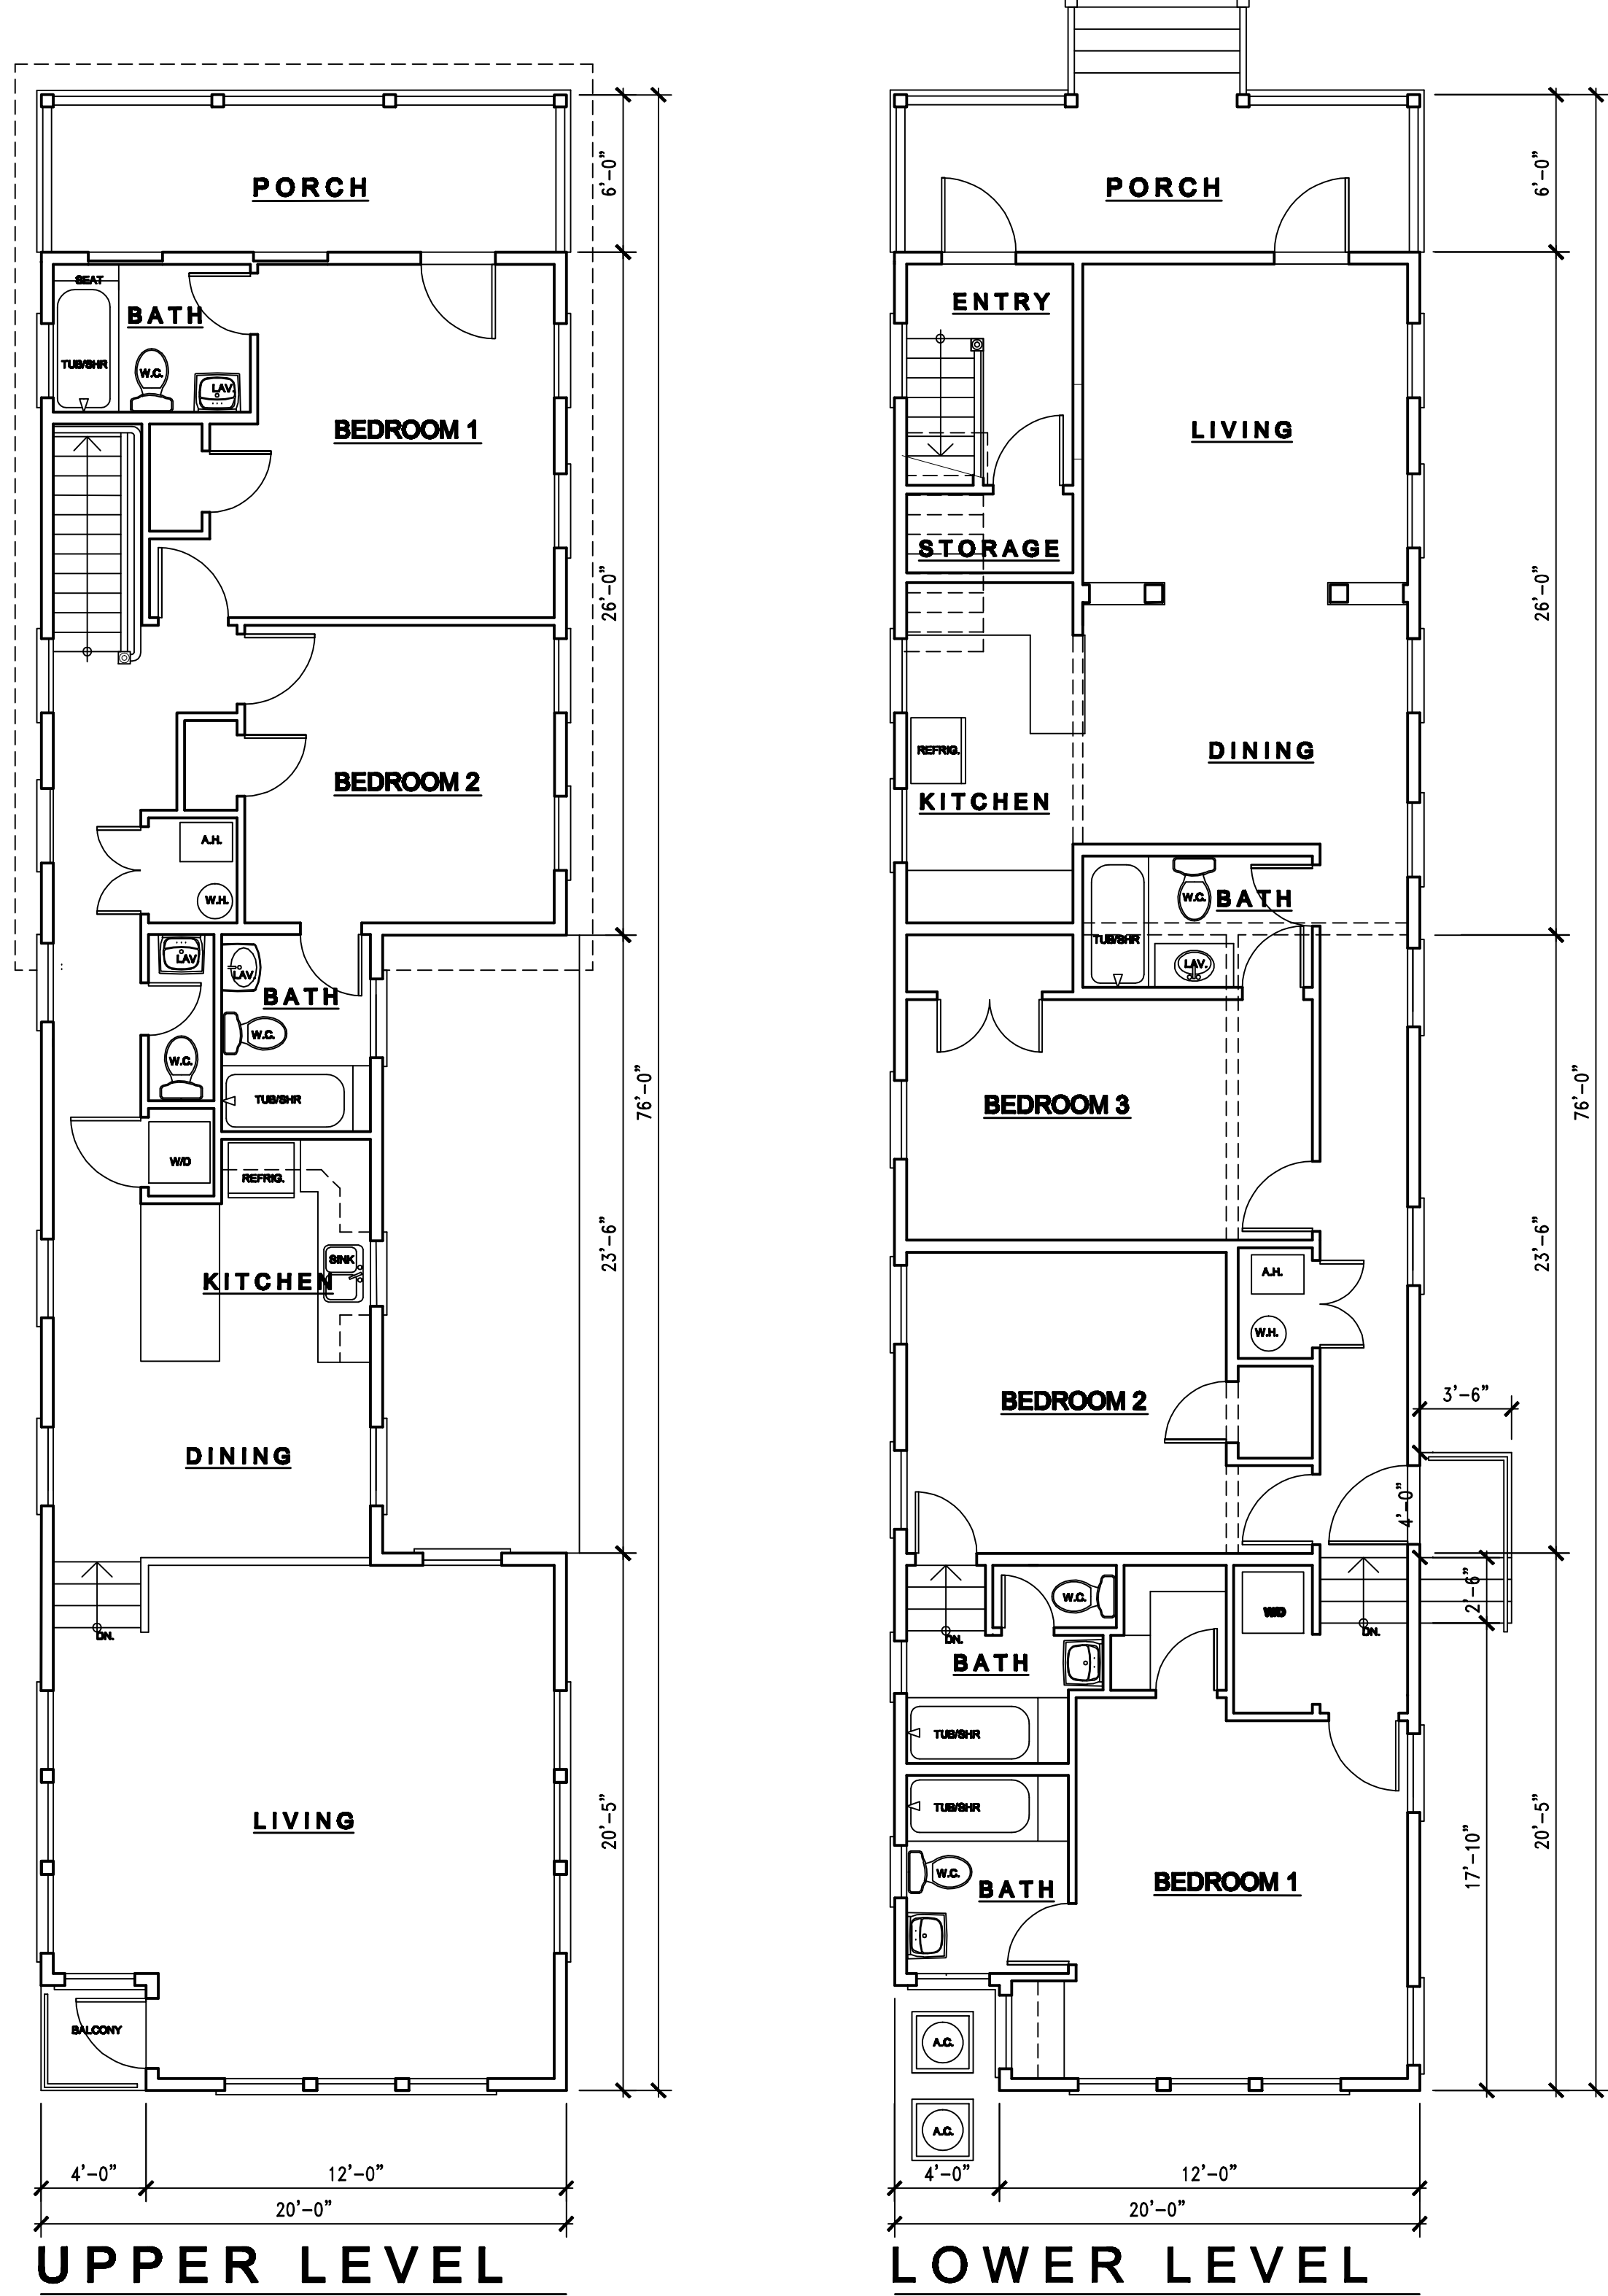 PORCH
6'-0"
SEAT
BATH
TUB/SHR
W.C.
LAV.
BEDROOM 1
26'-0"
BEDROOM 2
A.H.
W.H.
LAV
LAV.
BATH
W.C.
W.C.
TUB/SHR
76'-0"
W/D
REFRIG.
23'-6"
SINK
KITCHEN
DINING
DN.
LIVING
20'-5"
BALCONY
4'-0"
12'-0"
20'-0"
UPPER LEVEL
PORCH
6'-0"
ENTRY
LIVING
STORAGE
26'-0"
REFRIG.
DINING
KITCHEN
W.C.
BATH
TUB/SHR
LAV.
BEDROOM 3
76'-0"
23'-6"
A.H.
W.H.
BEDROOM 2
3'-6"
4'-0"
W.C.
W/D
2'-6"
DN.
DN.
BATH
TUB/SHR
TUB/SHR
W.C.
BATH
BEDROOM 1
17'-10"
20'-5"
A.C.
A.C.
4'-0"
12'-0"
20'-0"
LOWER LEVEL